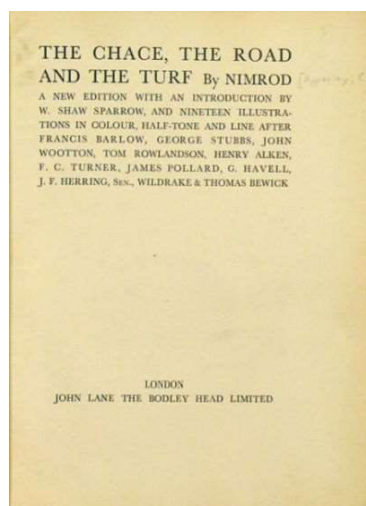 THE CHACE, THE ROAD
AND THE TURF By NIMROD
A NEW EDITION WITH AN INTRODUCTION BY
W. SHAW SPARROW, AND NINETEEN ILLUSTRA-
TIONS IN COLOUR, HALF-TONE AND LINE AFTER
FRANCIS BARLOW, GEORGE STUBBS, JOHN
WOOTTON, TOM ROWLANDSON, HENRY ALKEN,
F. C. TURNER, JAMES POLLARD, G. HAVELL,
J. F. HERRING, SEN., WILDRAKE & THOMAS BEWICK
LONDON
JOHN LANE THE BODLEY HEAD LIMITED